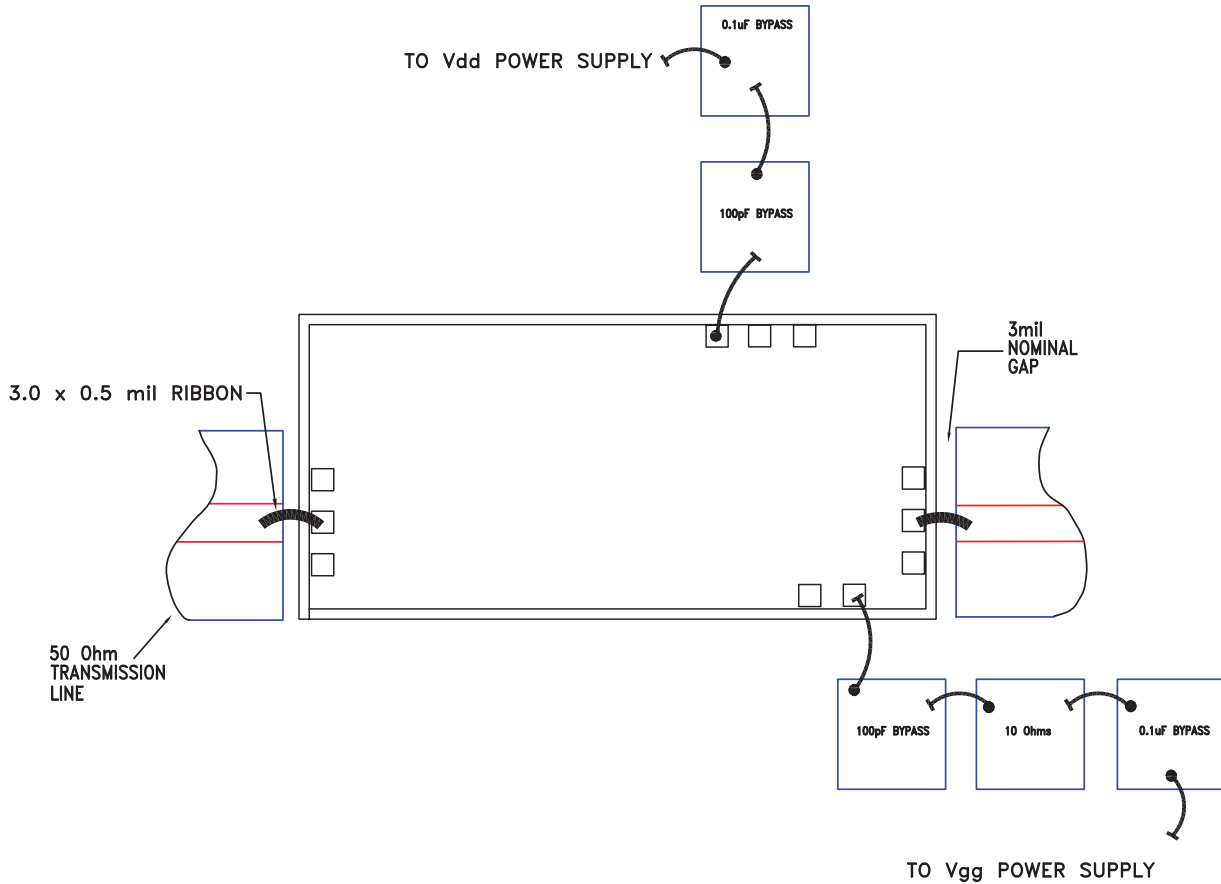 0.1uF BYPASS
TO Vdd POWER SUPPLY
100pF BYPASS
3mil
NOMINAL
GAP
3.0 x 0.5 mil RIBBON
50 Ohm
TRANSMISSION
LINE
100pF BYPASS
10 Ohms
0.1uF BYPASS
TO Vgg POWER SUPPLY